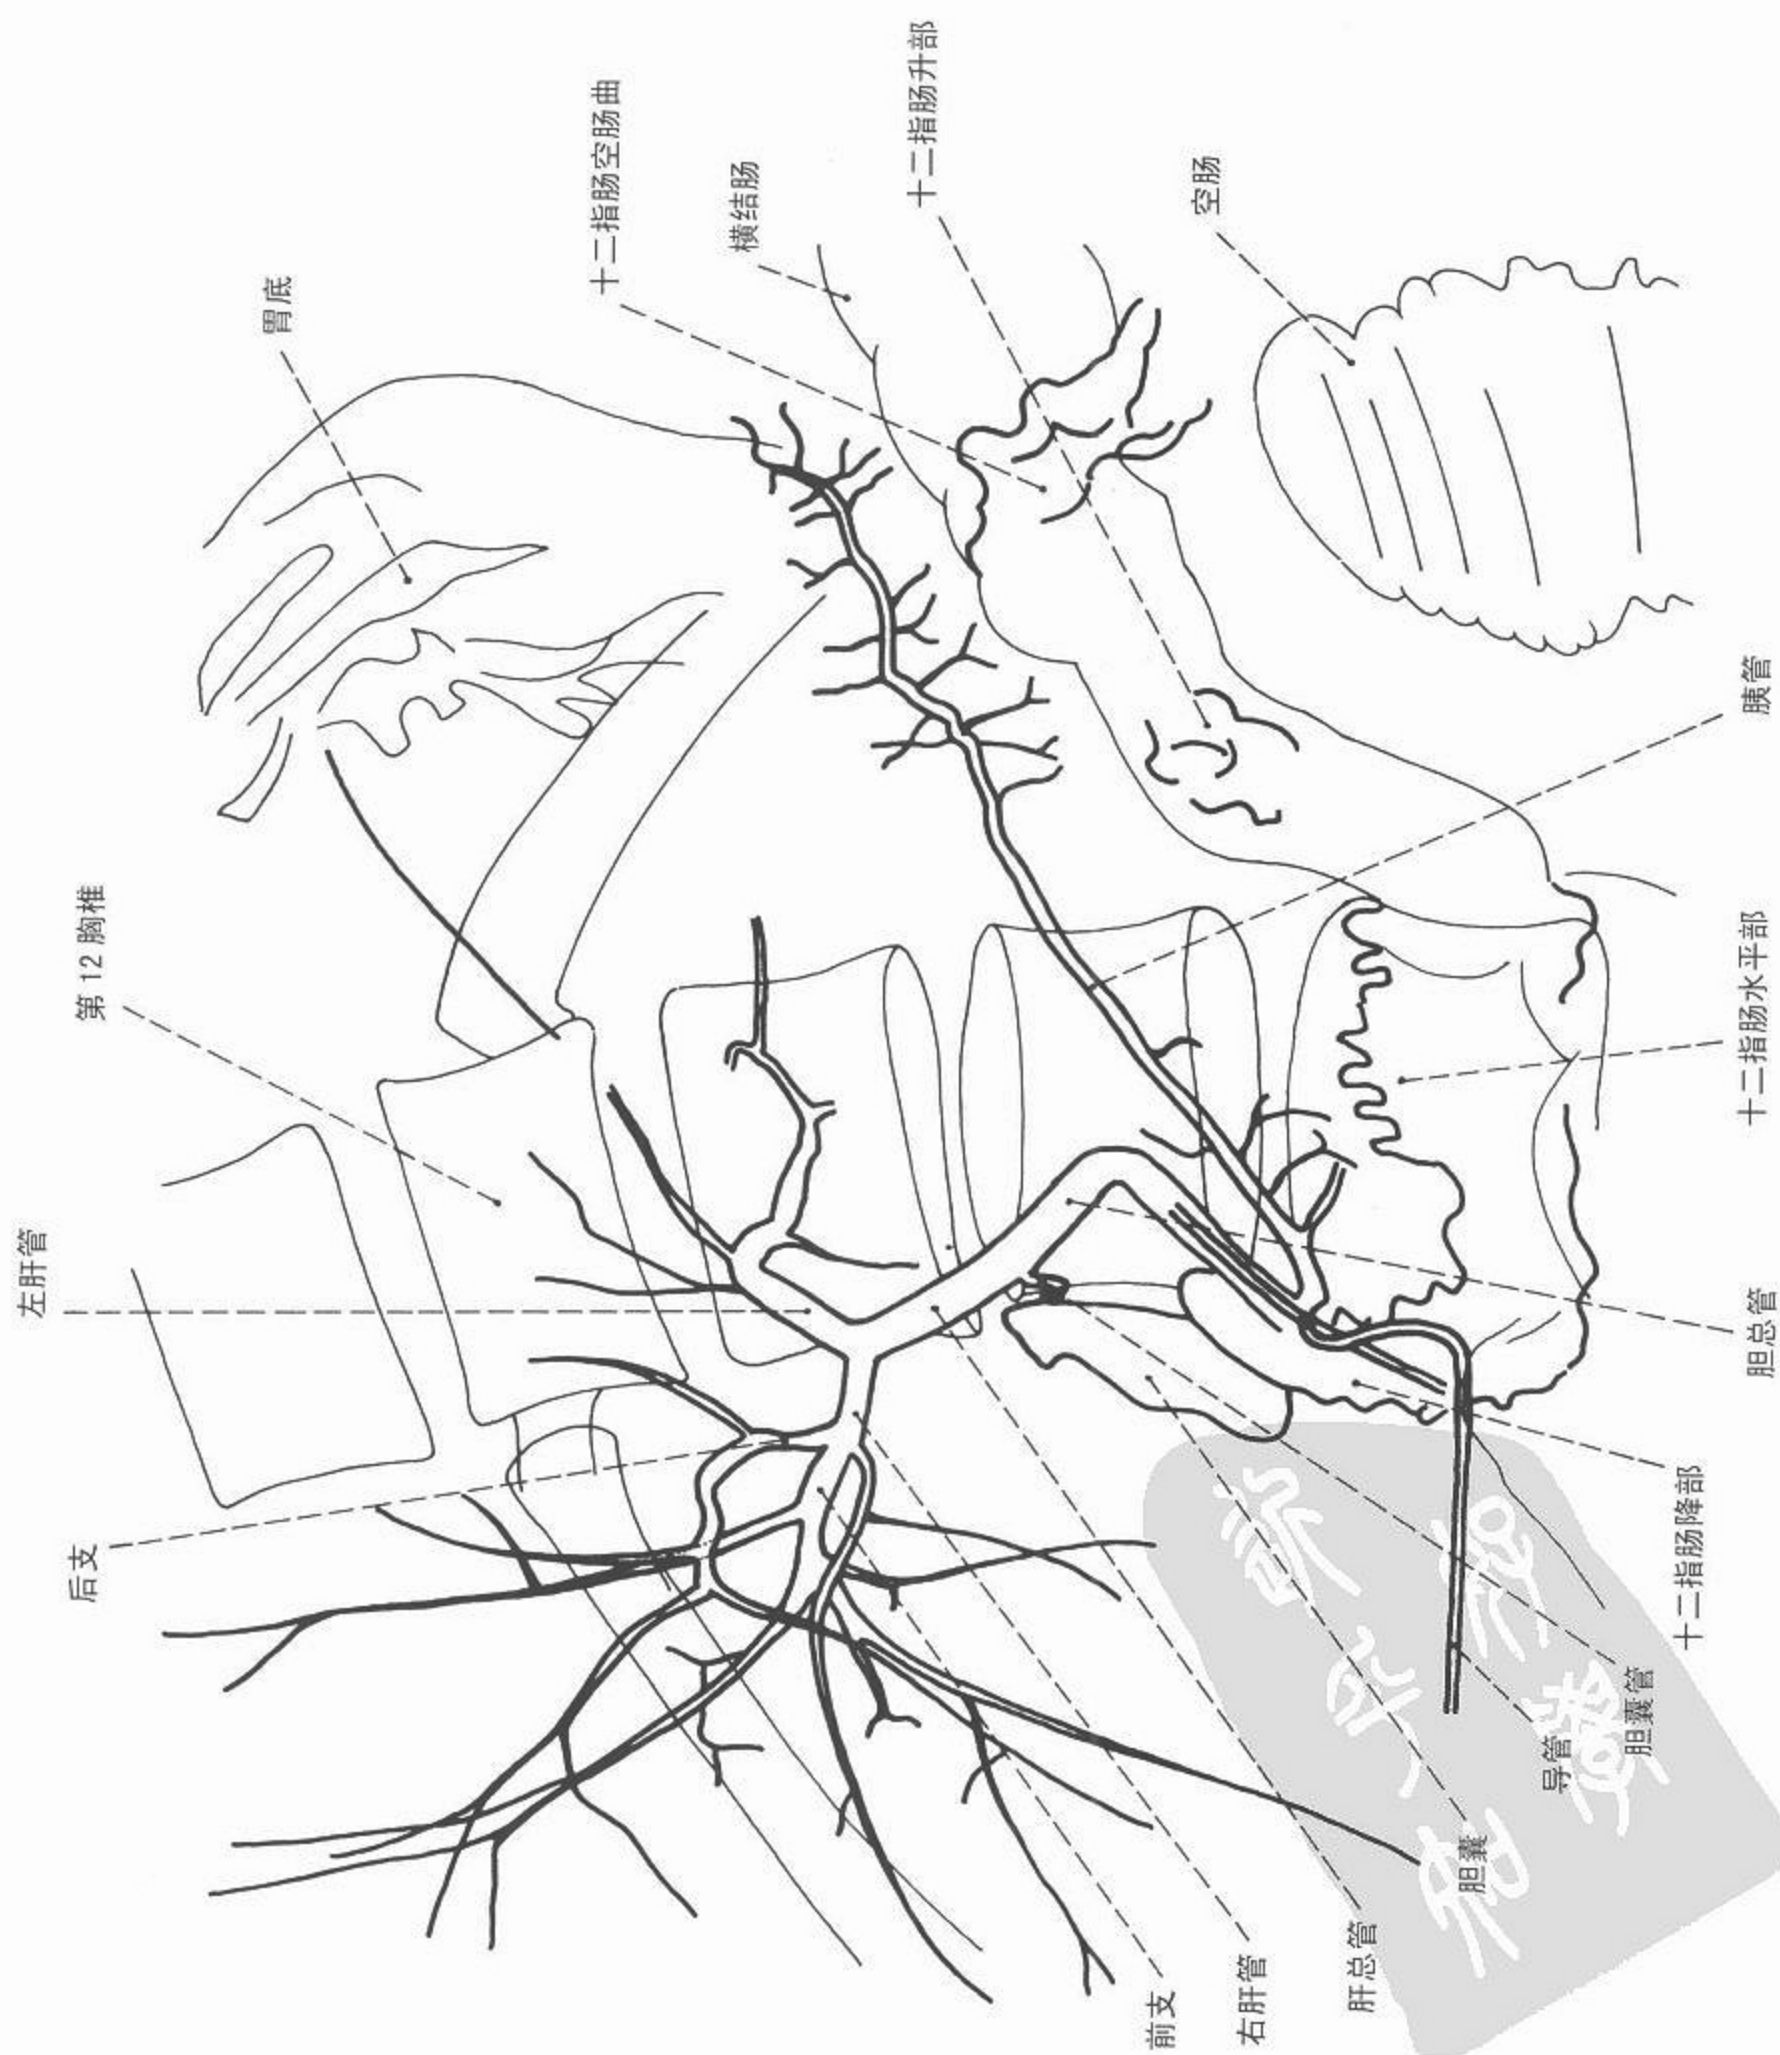 左肝管
第 12 胸椎
胃底
十二指肠空肠曲
横结肠
十二指肠升部
空肠
胰管
十二指肠水平部
胆总管
十二指肠降部
胆囊管
导管
胆囊
肝总管
右肝管
前支
后支